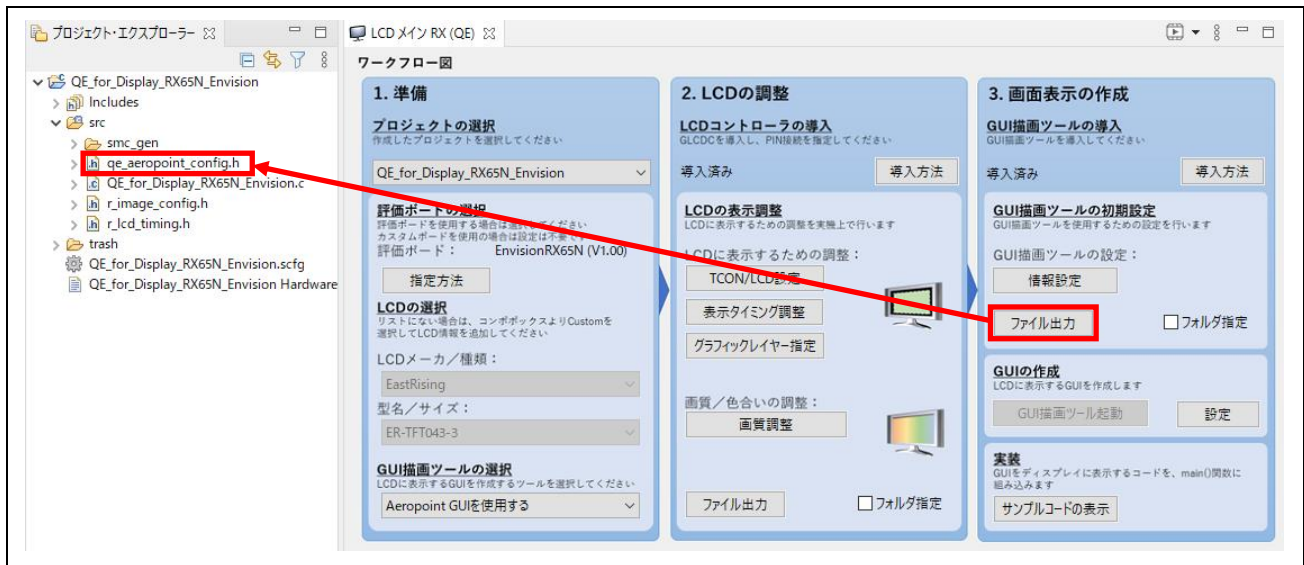 プロジェクト・エクスプローラー
QE_for_Display_RX65N_Envision
Includes
src
smc_gen
qe_aeropoint_config.h
QE_for_Display_RX65N_Envision.c
r_image_config.h
r_lcd_timing.h
trash
QE_for_Display_RX65N_Envision.scfg
QE_for_Display_RX65N_Envision Hardware
LCD メイン RX (QE)
ワークフロー図
1. 準備
プロジェクトの選択
作成したプロジェクトを選択してください
QE_for_Display_RX65N_Envision
評価ボードの選択
評価ボードを使用する場合は選択してください
カスタムボードを使用の場合は設定は不要です
評価ボード： EnvisionRX65N (V1.00)
指定方法
LCDの選択
リストにない場合は、コンボボックスよりCustomを
選択してLCD情報を追加してください
LCDメーカ／種類：
EastRising
型名／サイズ：
ER-TFT043-3
GUI描画ツールの選択
LCDに表示するGUIを作成するツールを選択してください
Aeropoint GUIを使用する
2. LCDの調整
LCDコントローラの導入
GLCDCを導入し、PIN接続を指定してください
導入済み 導入方法
LCDの表示調整
LCDに表示するための調整を実機上で行います
LCDに表示するための調整：
TCON/LCD設定
表示タイミング調整
グラフィックレイヤー指定
画質／色合いの調整：
画質調整
ファイル出力 フォルダ指定
3. 画面表示の作成
GUI描画ツールの導入
GUI描画ツールを導入してください
導入済み 導入方法
GUI描画ツールの初期設定
GUI描画ツールを使用するための設定を行います
GUI描画ツールの設定：
情報設定
ファイル出力 フォルダ指定
GUIの作成
LCDに表示するGUIを作成します
GUI描画ツール起動 設定
実装
GUIをディスプレイに表示するコードを、main()関数に
組み込みます
サンプルコードの表示